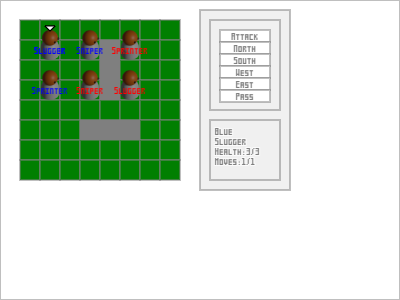 Slugger Sniper Sprinter
Sprinter Sniper Slugger
Attack
North
South
West
East
Pass
Blue
Slugger
Health:3/3
Moves:1/1